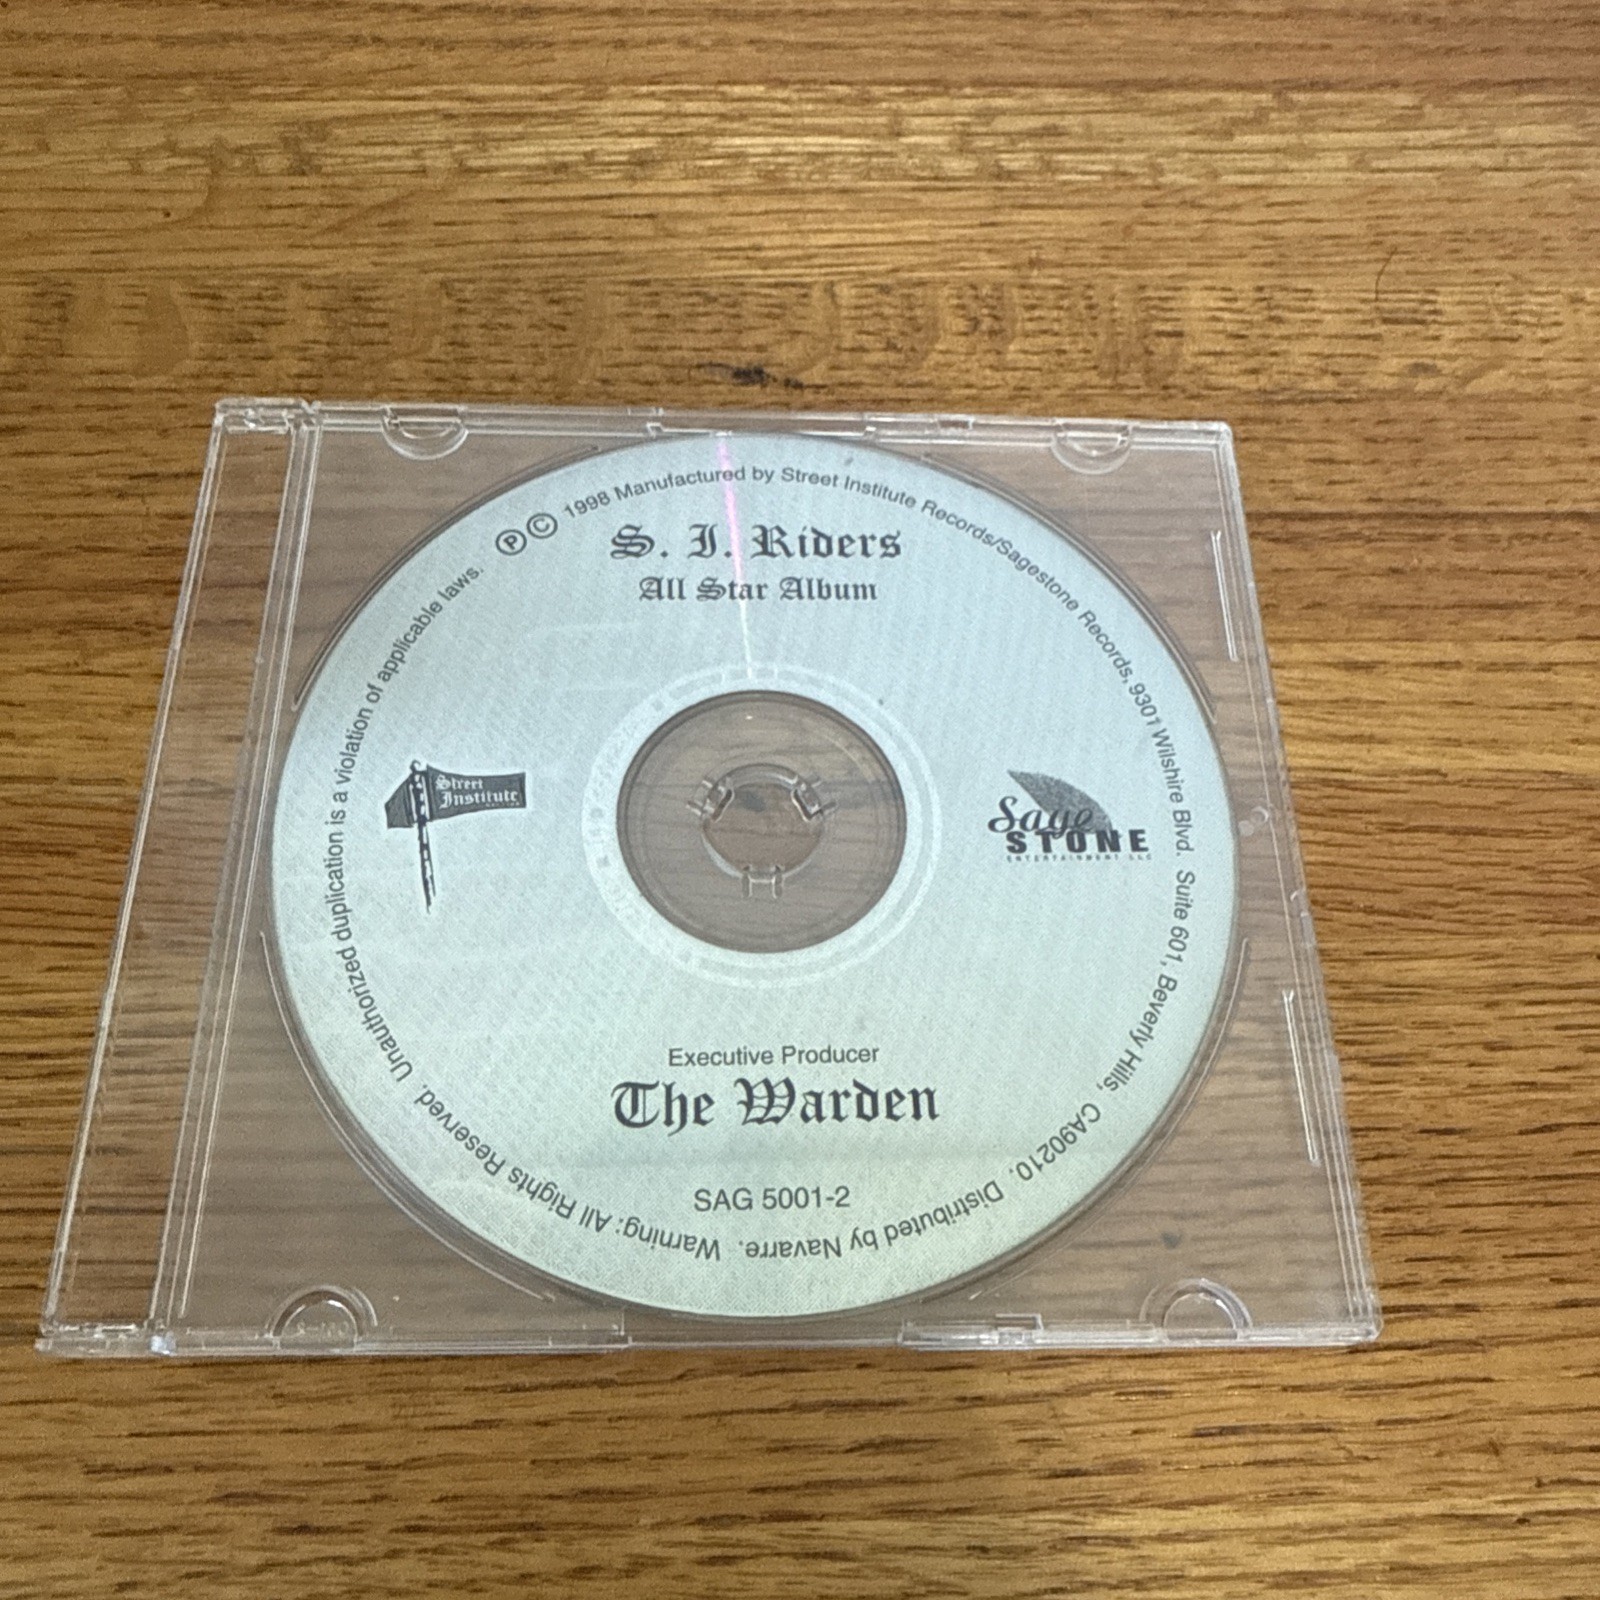 ℗© 1998 Manufactured by Street Institute Records/Sagestone Records, 9301 Wilshire Blvd. Suite 601, Beverly Hills, CA90210, Distributed by Navarre. Warning: All Rights Reserved. Unauthorized duplication is a violation of applicable laws.
S. I. Riders
All Star Album
Street
Institute
Sage
STONE
ENTERTAINMENT LLC
Executive Producer
The Warden
SAG 5001-2